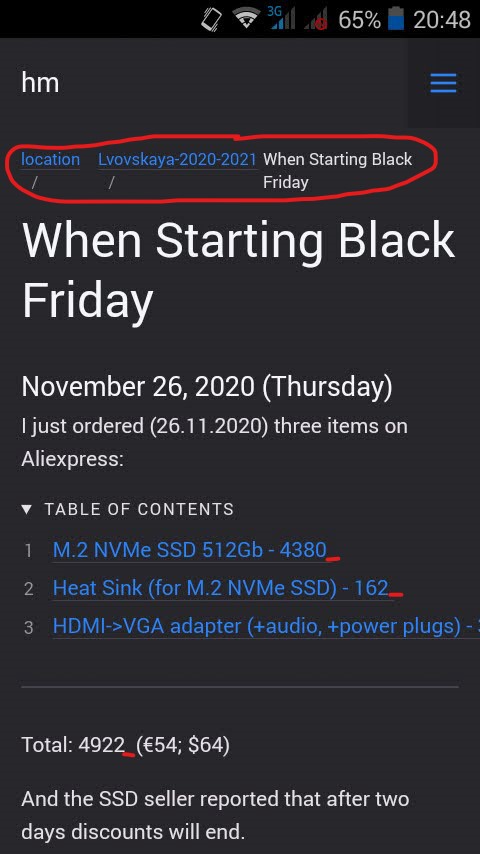 3G 65% 20:48
hm
location Lvovskaya-2020-2021 When Starting Black
/ / Friday
When Starting Black
Friday
November 26, 2020 (Thursday)
I just ordered (26.11.2020) three items on
Aliexpress:
▼ TABLE OF CONTENTS
1 M.2 NVMe SSD 512Gb - 4380
2 Heat Sink (for M.2 NVMe SSD) - 162
3 HDMI->VGA adapter (+audio, +power plugs) -
Total: 4922 (€54; $64)
And the SSD seller reported that after two
days discounts will end.